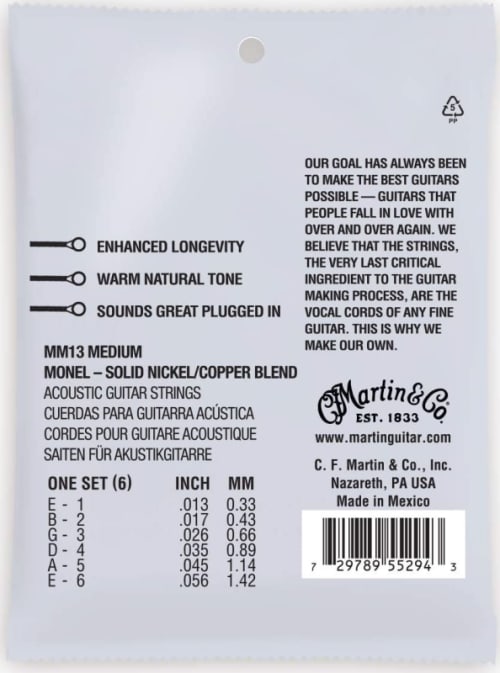 5
PP
OUR GOAL HAS ALWAYS BEEN
TO MAKE THE BEST GUITARS
POSSIBLE — GUITARS THAT
PEOPLE FALL IN LOVE WITH
OVER AND OVER AGAIN. WE
BELIEVE THAT THE STRINGS,
THE VERY LAST CRITICAL
INGREDIENT TO THE GUITAR
MAKING PROCESS, ARE THE
VOCAL CORDS OF ANY FINE
GUITAR. THIS IS WHY WE
MAKE OUR OWN.
ENHANCED LONGEVITY
WARM NATURAL TONE
SOUNDS GREAT PLUGGED IN
MM13 MEDIUM
MONEL – SOLID NICKEL/COPPER BLEND
ACOUSTIC GUITAR STRINGS
CUERDAS PARA GUITARRA ACÚSTICA
CORDES POUR GUITARE ACOUSTIQUE
SAITEN FÜR AKUSTIKGITARRE
ONE SET (6) INCH MM
E - 1 .013 0.33
B - 2 .017 0.43
G - 3 .026 0.66
D - 4 .035 0.89
A - 5 .045 1.14
E - 6 .056 1.42
CF Martin & Co.
EST. 1833
www.martinguitar.com
C. F. Martin & Co., Inc.
Nazareth, PA USA
Made in Mexico
7 29789 55294 3